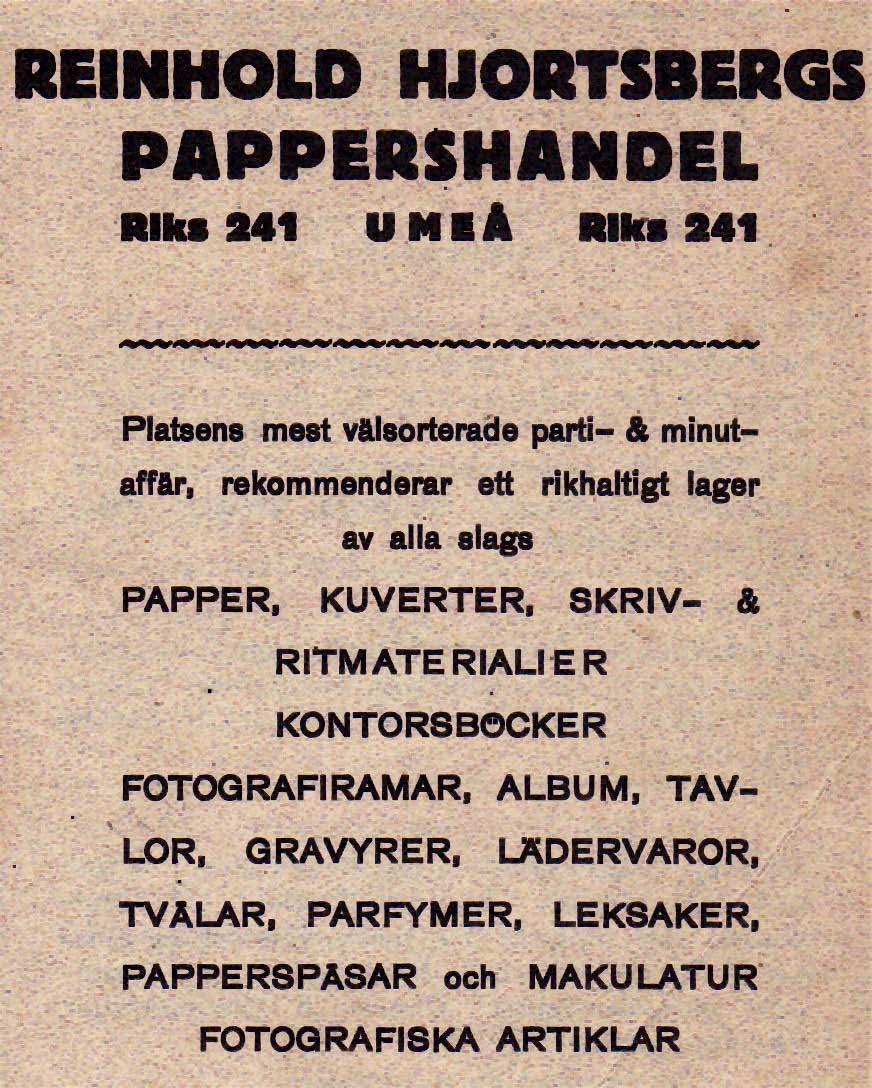 REINHOLD HJORTSBERGS
PAPPERSHANDEL
Riks 241 UMEÅ Riks 241
Platsens mest välsorterade parti- & minut-
affär, rekommenderar ett rikhaltigt lager
av alla slags
PAPPER, KUVERTER, SKRIV- &
RITMATERIALIER
KONTORSBÖCKER
FOTOGRAFIRAMAR, ALBUM, TAV-
LOR, GRAVYRER, LÄDERVAROR,
TVÅLAR, PARFYMER, LEKSAKER,
PAPPERSPÅSAR och MAKULATUR
FOTOGRAFISKA ARTIKLAR